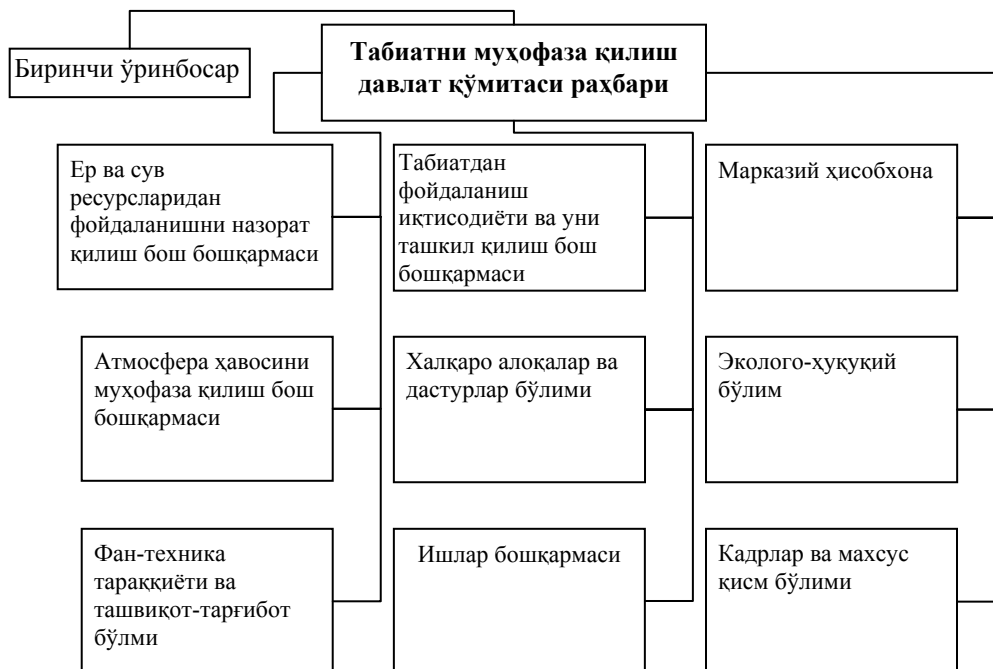 Биринчи ўринбосар
Табиатни муҳофаза қилиш
давлат қўмитаси раҳбари
Ер ва сув
ресурсларидан
фойдаланишни назорат
қилиш бош бошқармаси
Табиатдан
фойдаланиш
иқтисодиёти ва уни
ташкил қилиш бош
бошқармаси
Марказий ҳисобхона
Атмосфера ҳавосини
муҳофаза қилиш бош
бошқармаси
Халқаро алоқалар ва
дастурлар бўлими
Эколого-ҳуқуқий
бўлим
Фан-техника
тараққиёти ва
ташвиқот-тарғибот
бўлми
Ишлар бошқармаси
Кадрлар ва махсус
қисм бўлими